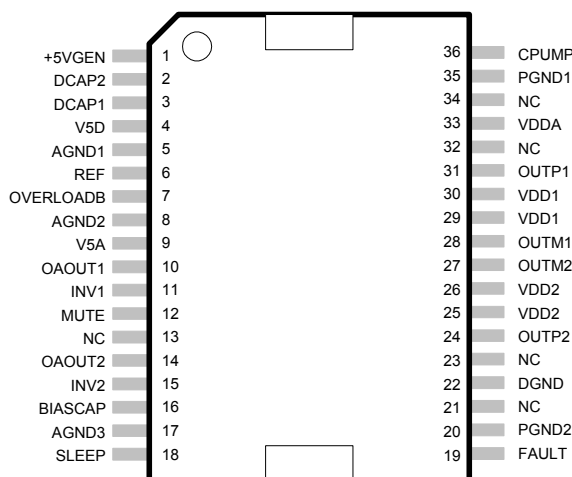 +5VGEN 1 36 CPUMP
DCAP2 2 35 PGND1
DCAP1 3 34 NC
V5D 4 33 VDDA
AGND1 5 32 NC
REF 6 31 OUTP1
OVERLOADB 7 30 VDD1
AGND2 8 29 VDD1
V5A 9 28 OUTM1
OAOUT1 10 27 OUTM2
INV1 11 26 VDD2
MUTE 12 25 VDD2
NC 13 24 OUTP2
OAOUT2 14 23 NC
INV2 15 22 DGND
BIASCAP 16 21 NC
AGND3 17 20 PGND2
SLEEP 18 19 FAULT